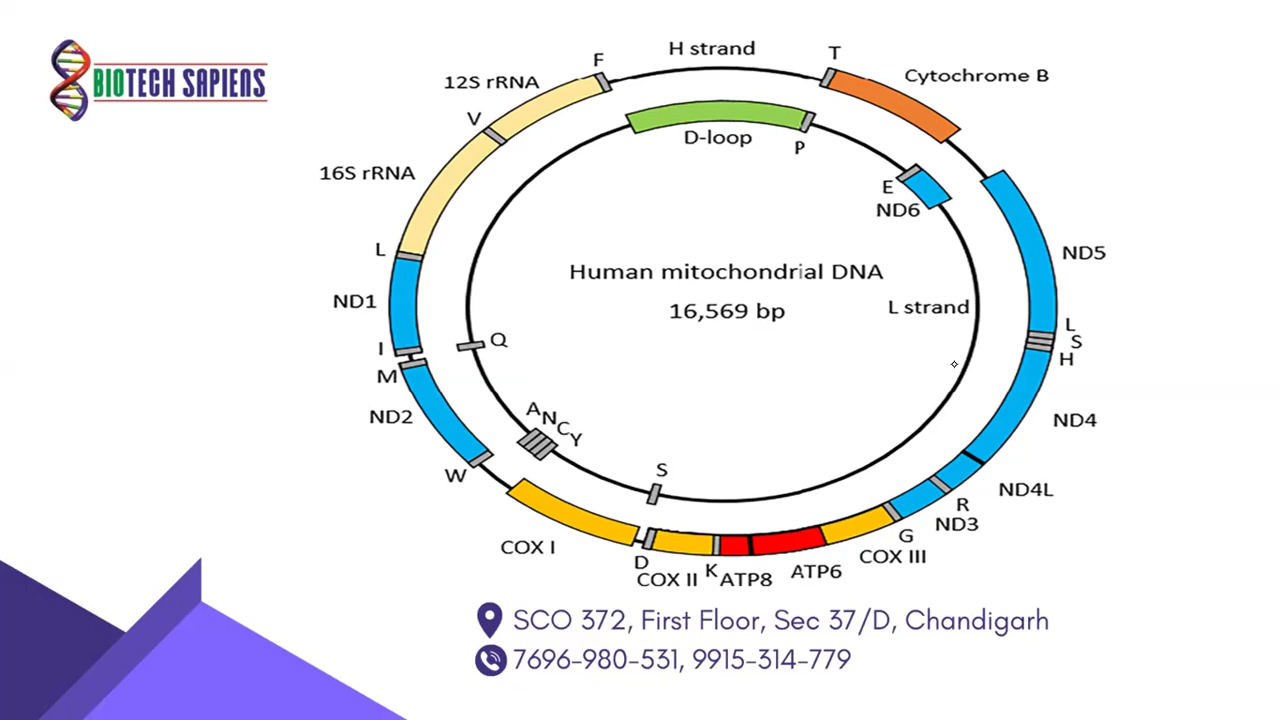 BIOTECH SAPIENS
H strand
F
T
12S rRNA
Cytochrome B
V
D-loop
P
16S rRNA
E
ND6
L
ND5
Human mitochondrial DNA
16,569 bp
L strand
ND1
L
S
H
I
Q
M
ND2
A
N
C
Y
ND4
W
S
ND4L
R
ND3
G
COX I
D
COX II
K
ATP8
ATP6
COX III
SCO 372, First Floor, Sec 37/D, Chandigarh
7696-980-531, 9915-314-779